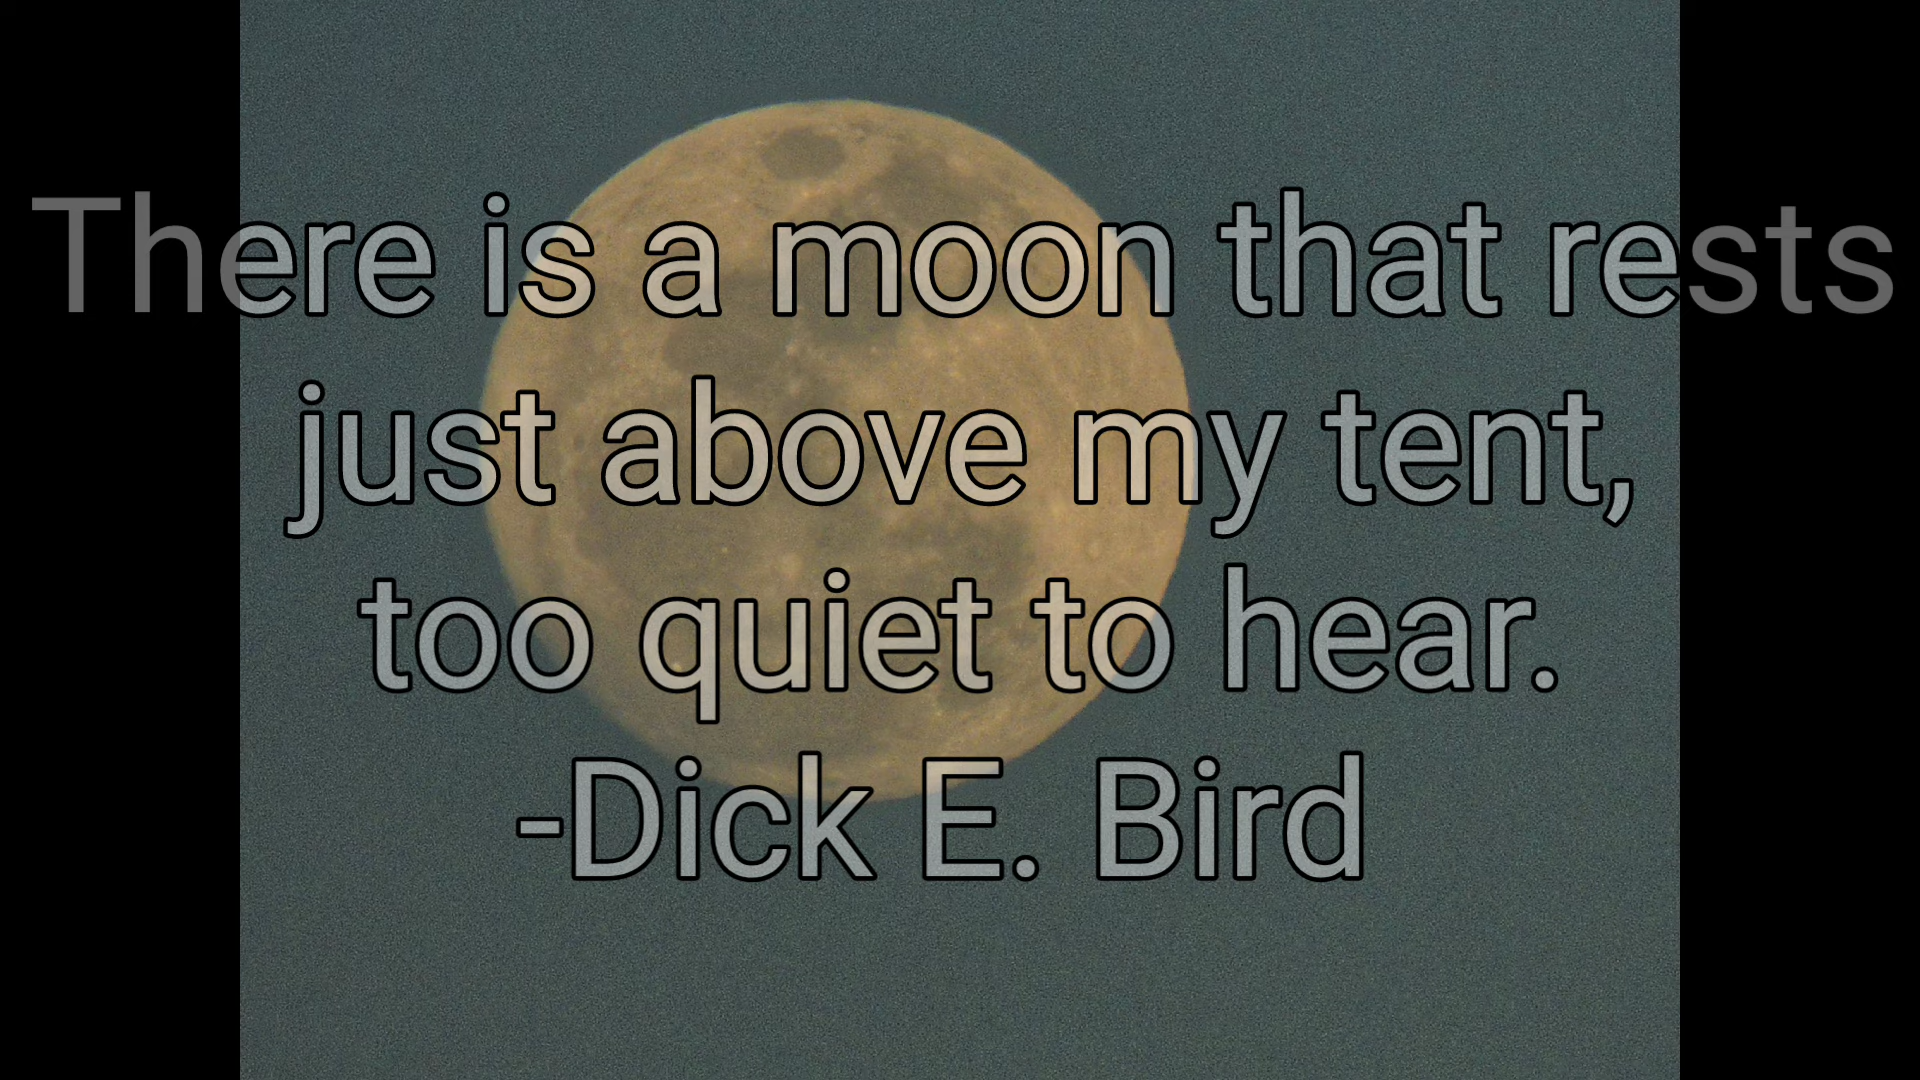 There is a moon that rests
just above my tent,
too quiet to hear.
-Dick E. Bird